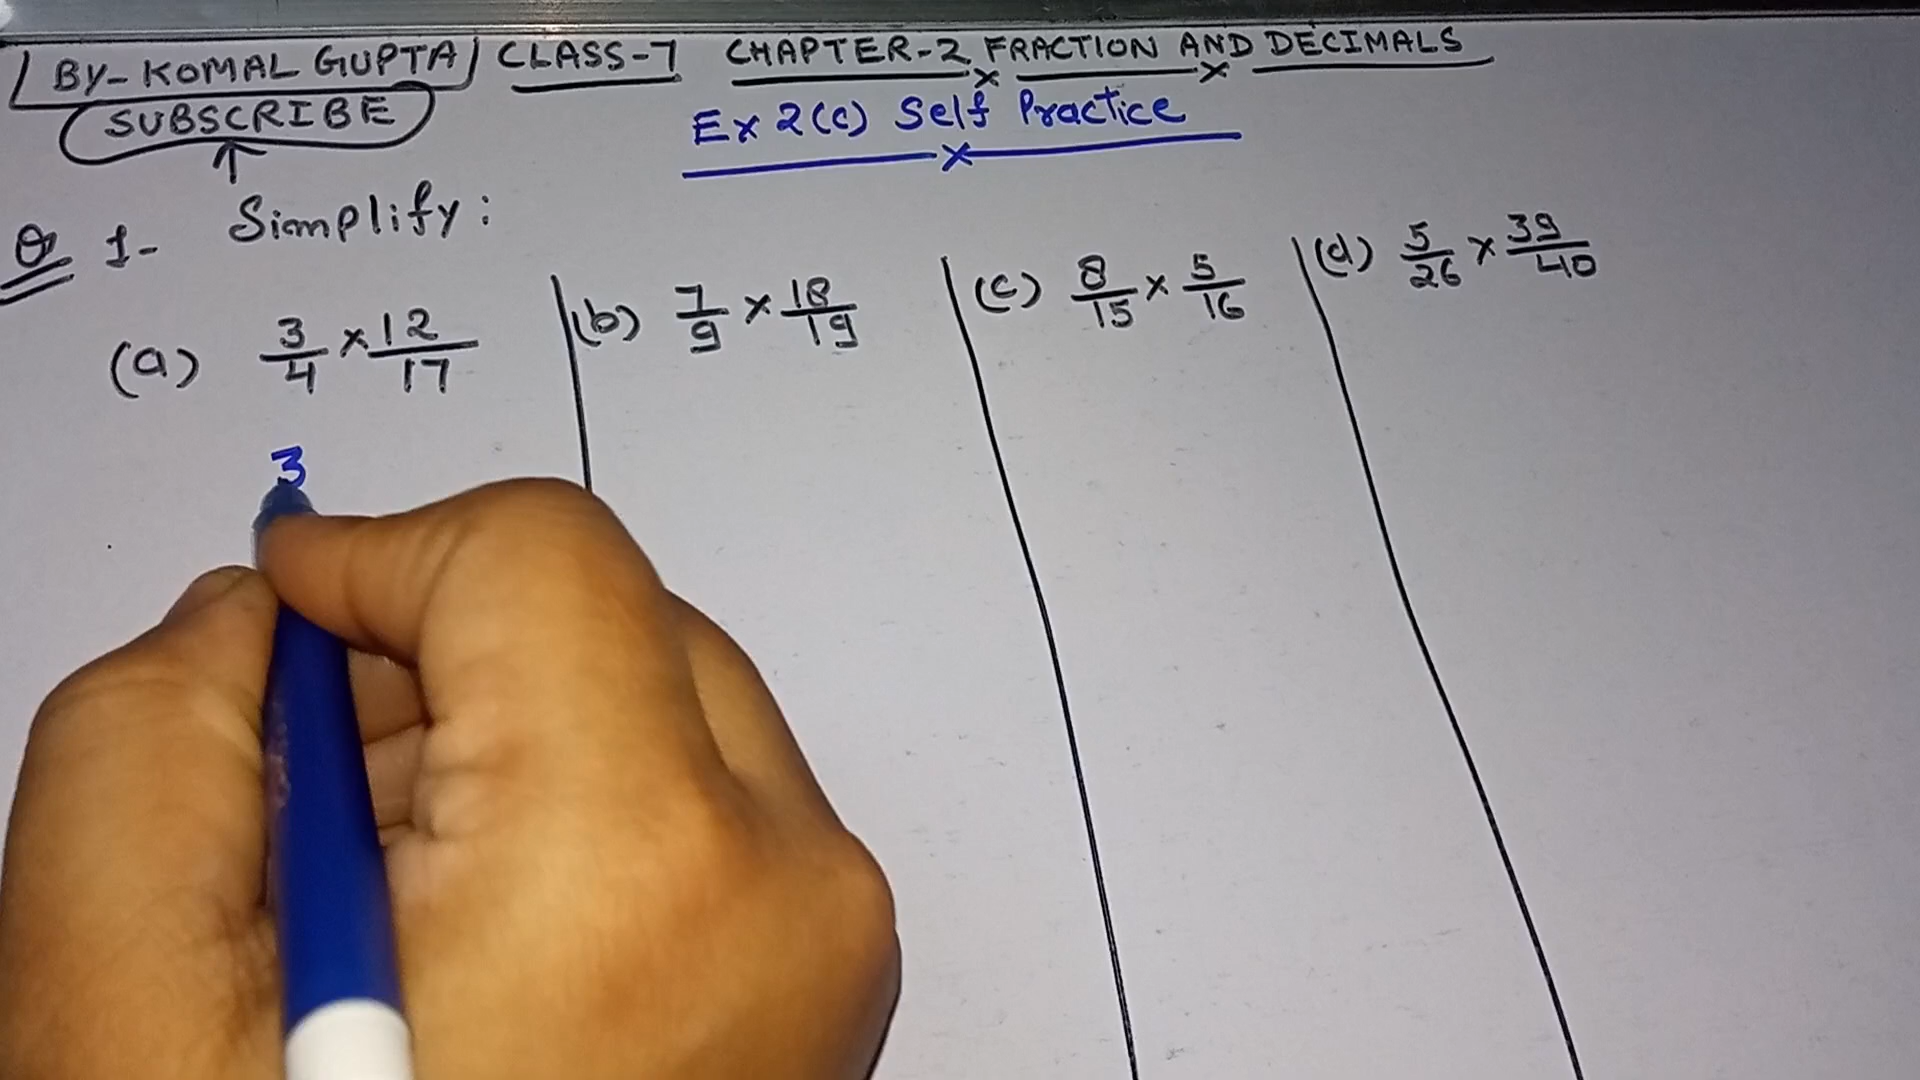 BY-KOMAL GUPTA CLASS-7 CHAPTER-2 FRACTION AND DECIMALS
SUBSCRIBE
Ex 2(c) Self Practice
Q 1- Simplify:
(a) 3/4 × 12/17 (b) 7/9 × 18/19 (c) 8/15 × 5/16 (d) 5/26 × 39/40
3